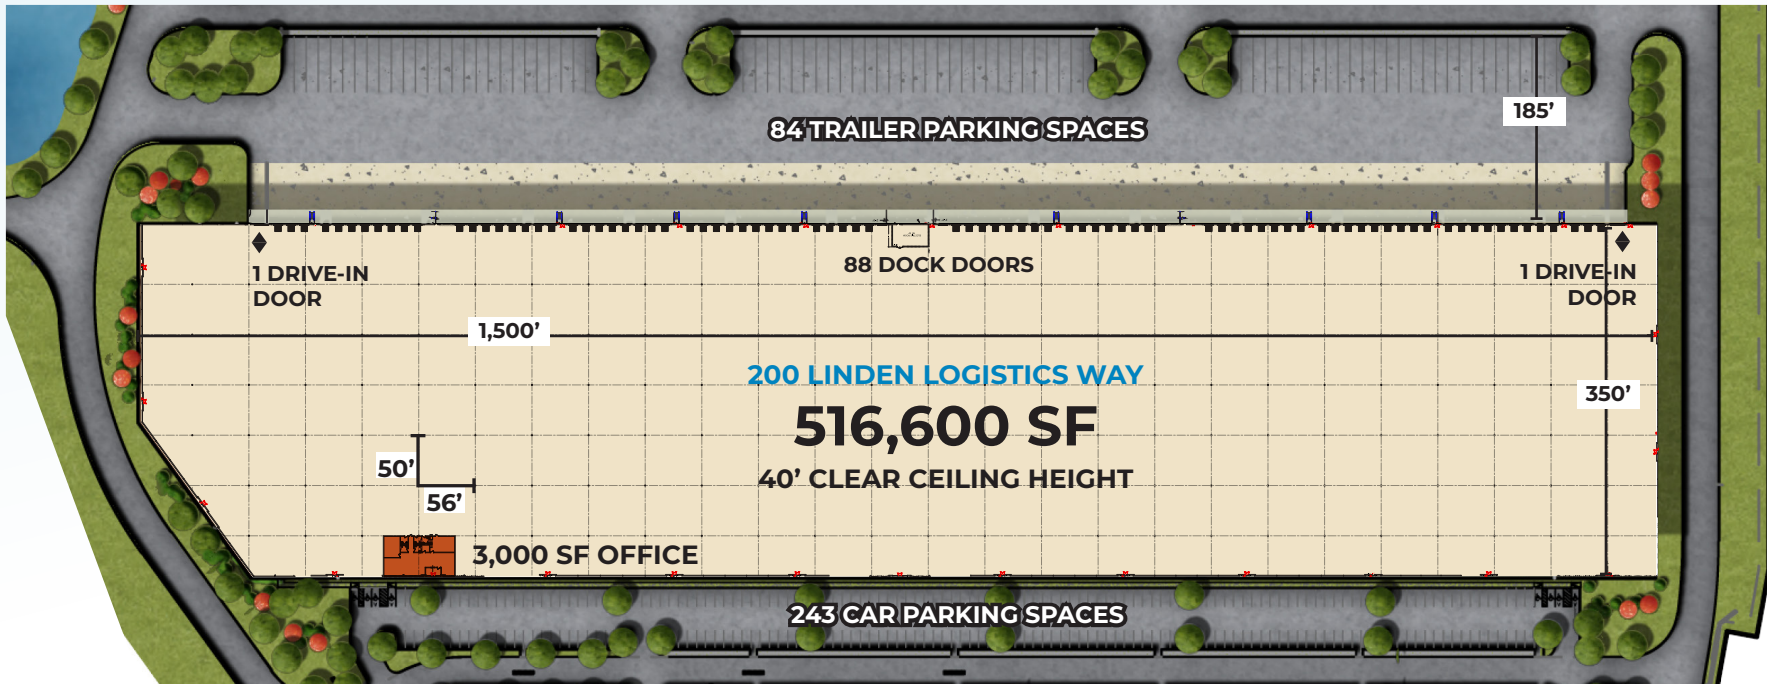 84 TRAILER PARKING SPACES
185’
1 DRIVE-IN
DOOR
88 DOCK DOORS
1 DRIVE-IN
DOOR
1,500’
200 LINDEN LOGISTICS WAY
516,600 SF
40’ CLEAR CEILING HEIGHT
350’
50’
56’
3,000 SF OFFICE
243 CAR PARKING SPACES